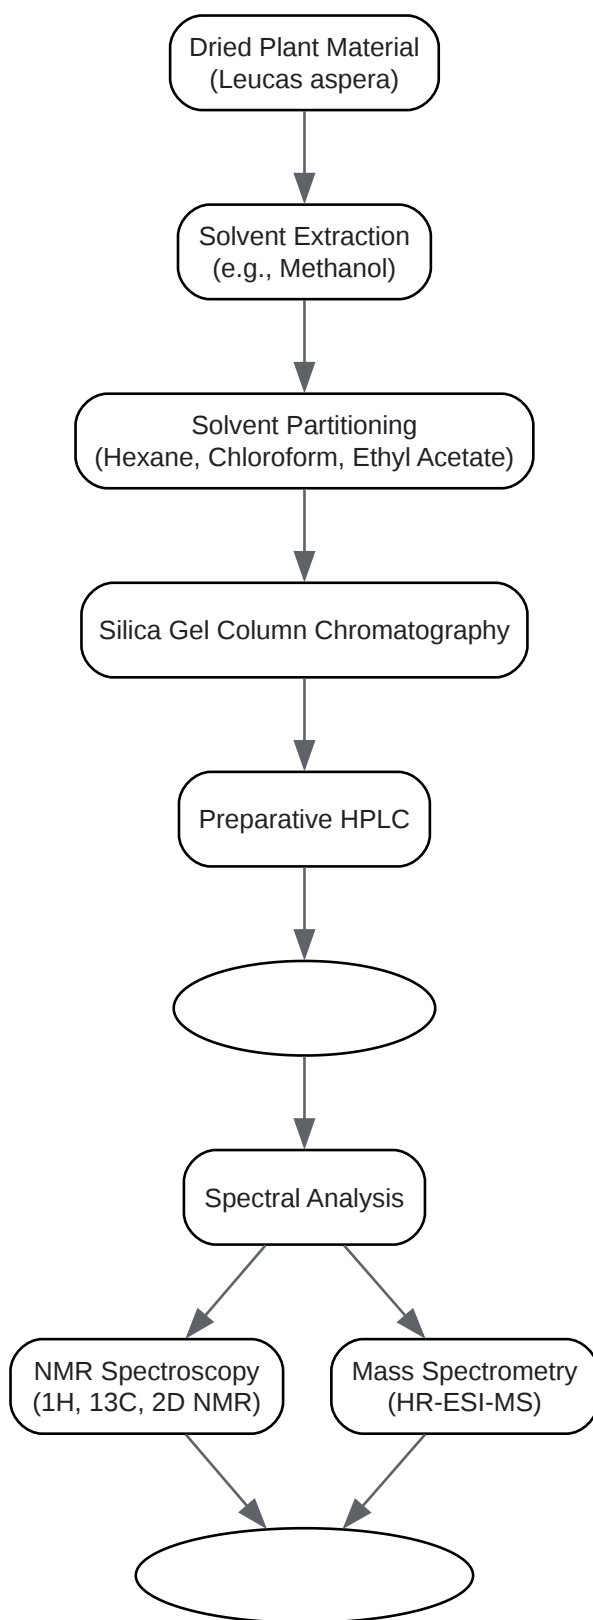 Dried Plant Material
(Leucas aspera)
Solvent Extraction
(e.g., Methanol)
Solvent Partitioning
(Hexane, Chloroform, Ethyl Acetate)
Silica Gel Column Chromatography
Preparative HPLC
Spectral Analysis
NMR Spectroscopy
(1H, 13C, 2D NMR)
Mass Spectrometry
(HR-ESI-MS)